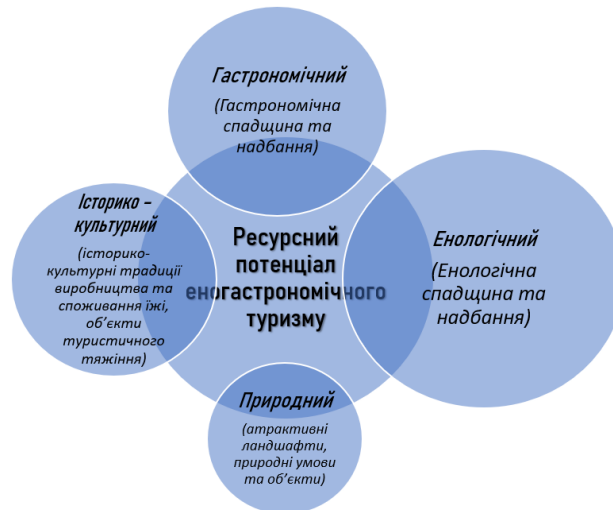 Гастрономічний
(Гастрономічна
спадщина та
надбання)
Історико –
культурний
(історико-
культурні традиції
виробництва та
споживання їжі,
об’єкти
туристичного
тяжіння)
Ресурсний
потенціал
еногастрономічного
туризму
Енологічний
(Енологічна
спадщина та
надбання)
Природний
(атрактивні
ландшафти,
природні умови
та об’єкти)